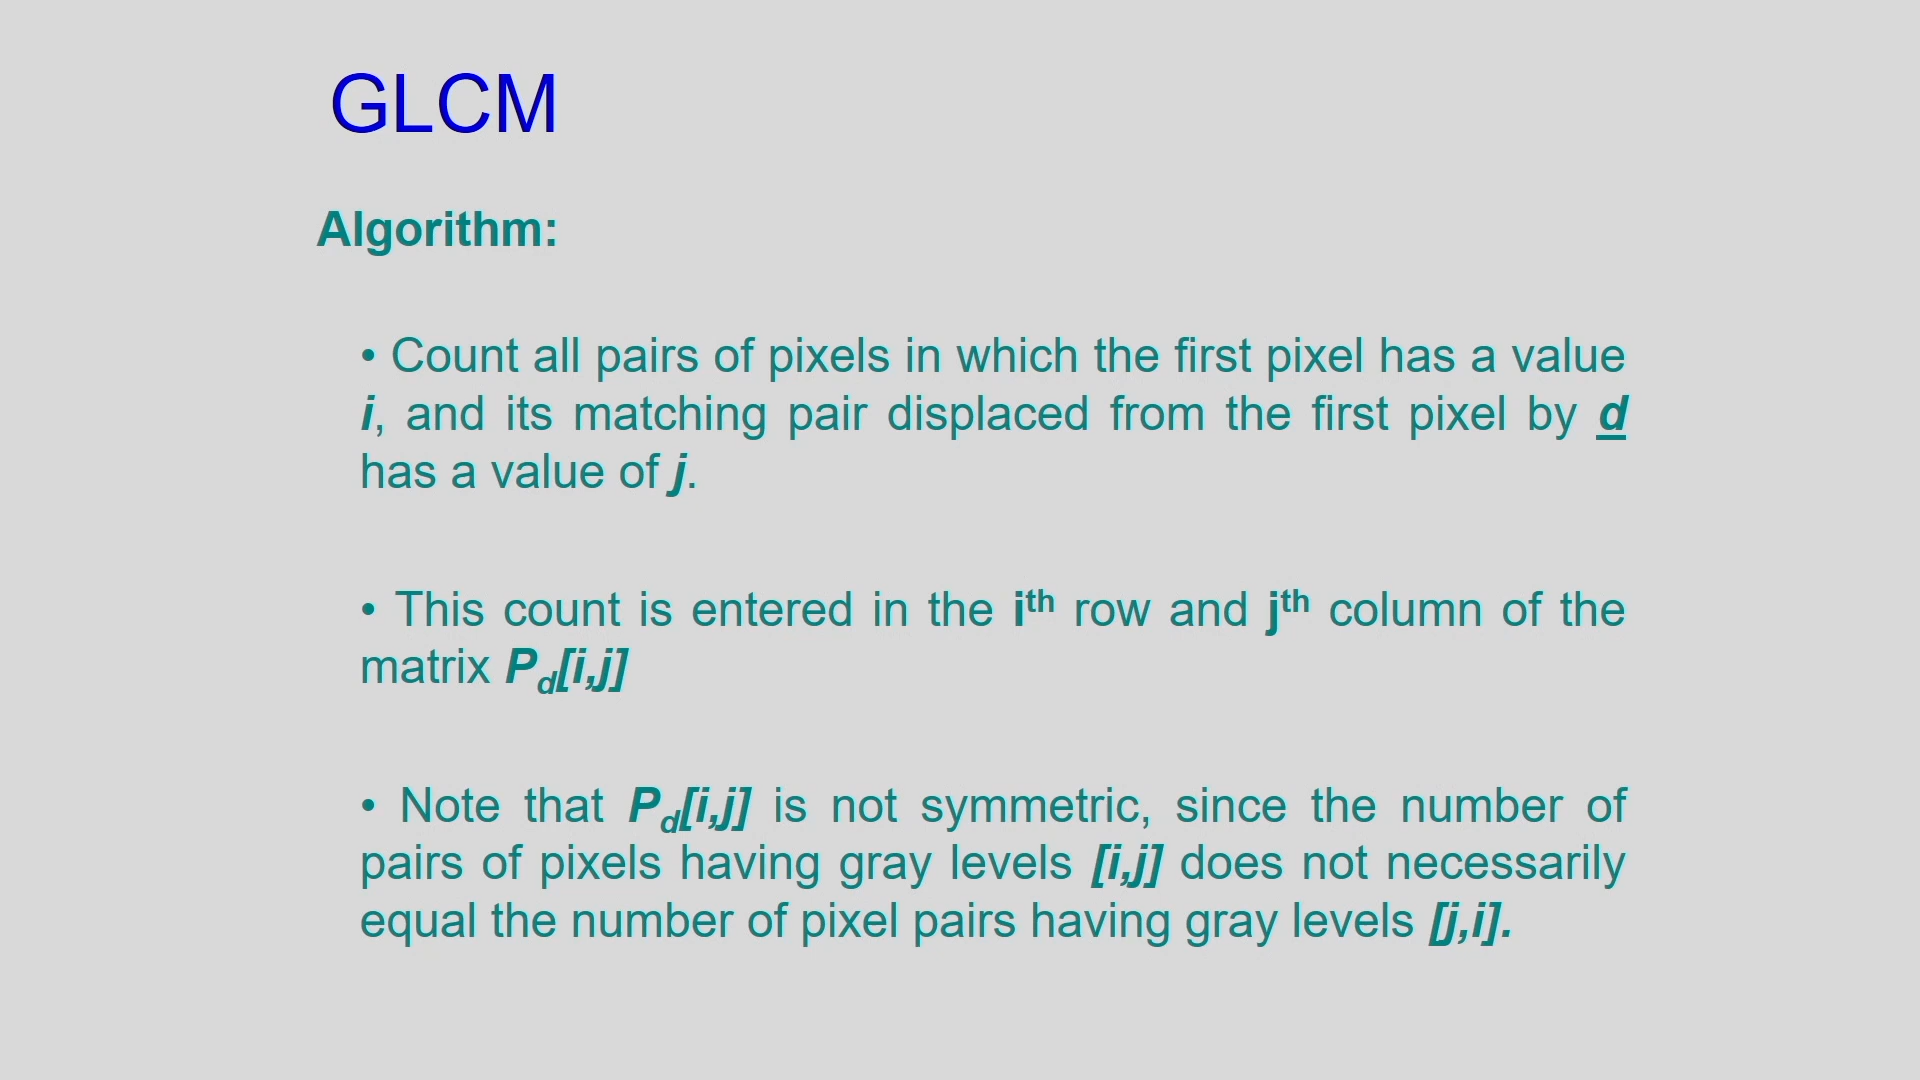 GLCM
Algorithm:
• Count all pairs of pixels in which the first pixel has a value
i, and its matching pair displaced from the first pixel by d
has a value of j.
• This count is entered in the ith row and jth column of the
matrix Pd[i,j]
• Note that Pd[i,j] is not symmetric, since the number of
pairs of pixels having gray levels [i,j] does not necessarily
equal the number of pixel pairs having gray levels [j,i].